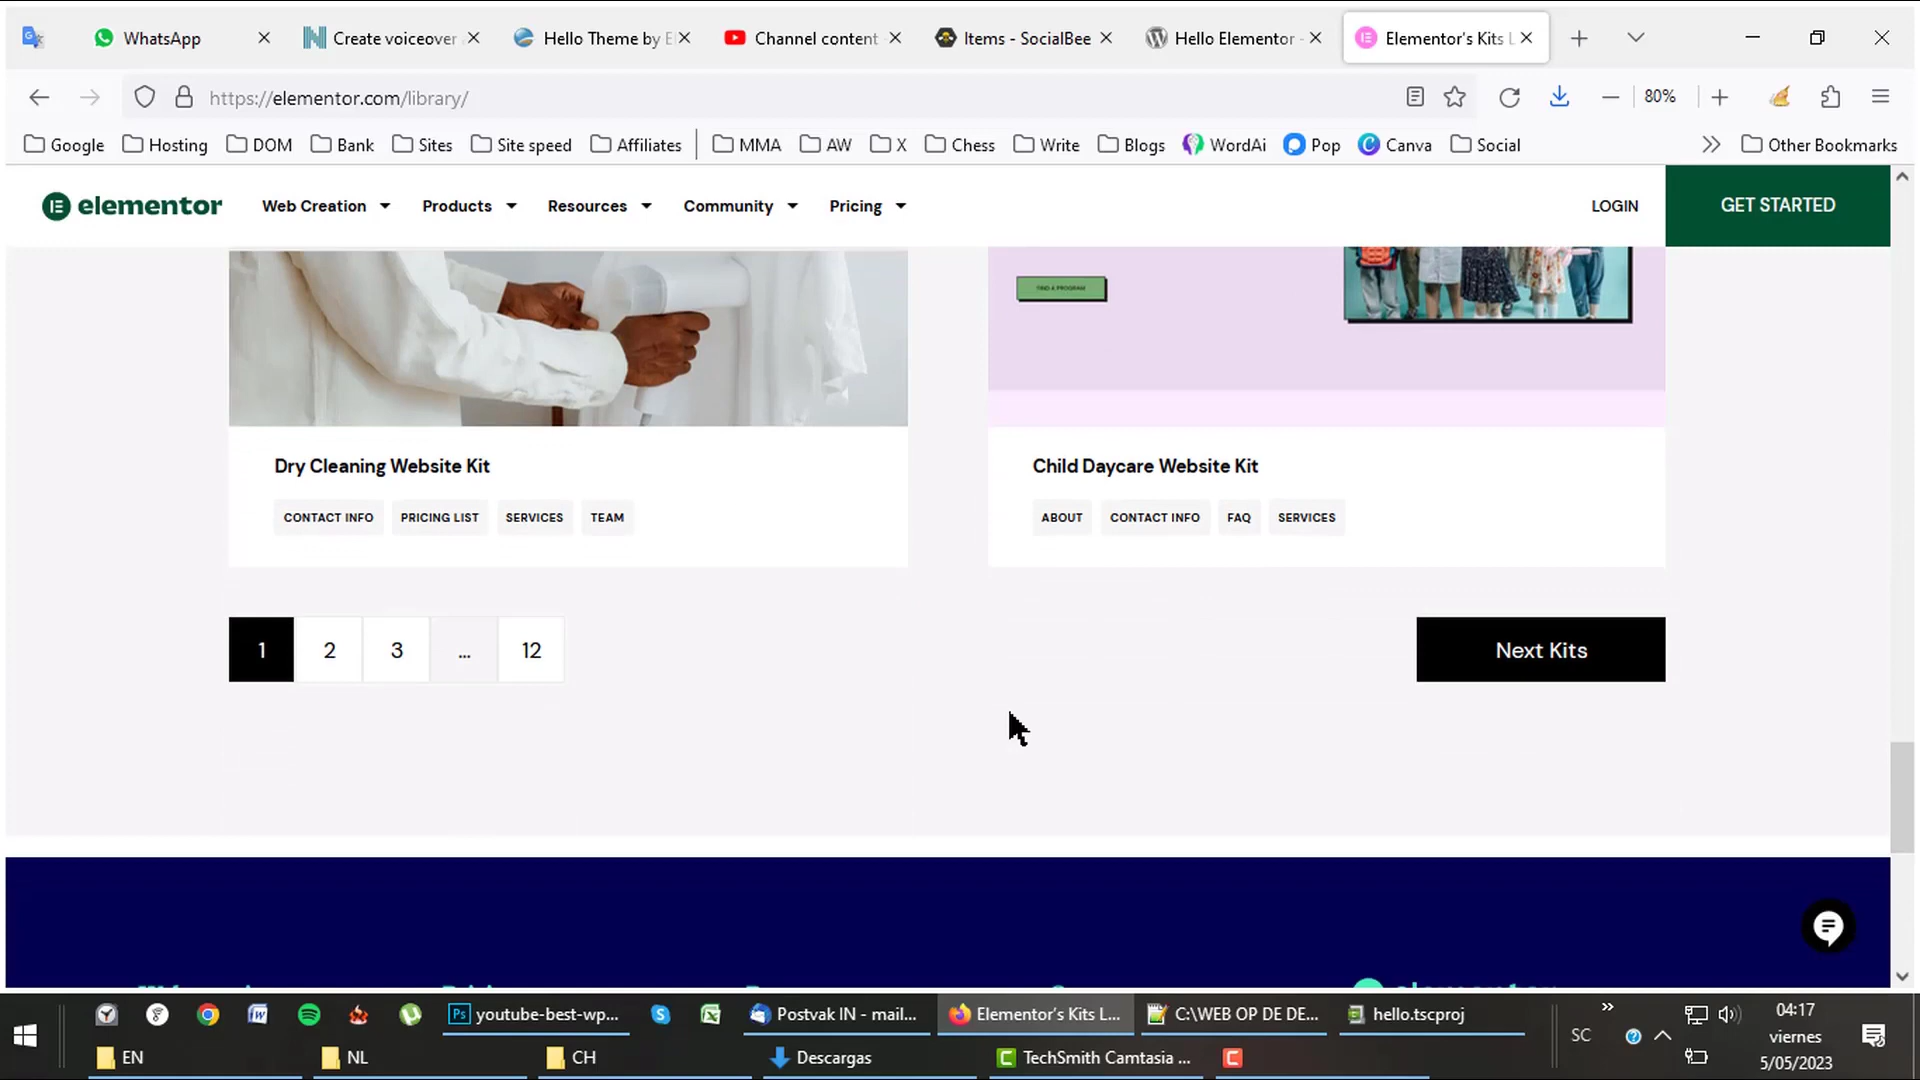 WhatsApp
Create voiceover
Hello Theme by E
Channel content
Items - SocialBee
Hello Elementor -
Elementor's Kits L
https://elementor.com/library/
80%
Google
Hosting
DOM
Bank
Sites
Site speed
Affiliates
MMA
AW
X
Chess
Write
Blogs
WordAi
Pop
Canva
Social
Other Bookmarks
elementor
Web Creation
Products
Resources
Community
Pricing
LOGIN
GET STARTED
FIND A PROGRAM
Dry Cleaning Website Kit
CONTACT INFO
PRICING LIST
SERVICES
TEAM
Child Daycare Website Kit
ABOUT
CONTACT INFO
FAQ
SERVICES
1
2
3
...
12
Next Kits
youtube-best-wp...
Postvak IN - mail...
Elementor's Kits L...
C:\WEB OP DE DE...
hello.tscproj
SC
04:17
viernes
5/05/2023
EN
NL
CH
Descargas
TechSmith Camtasia ...